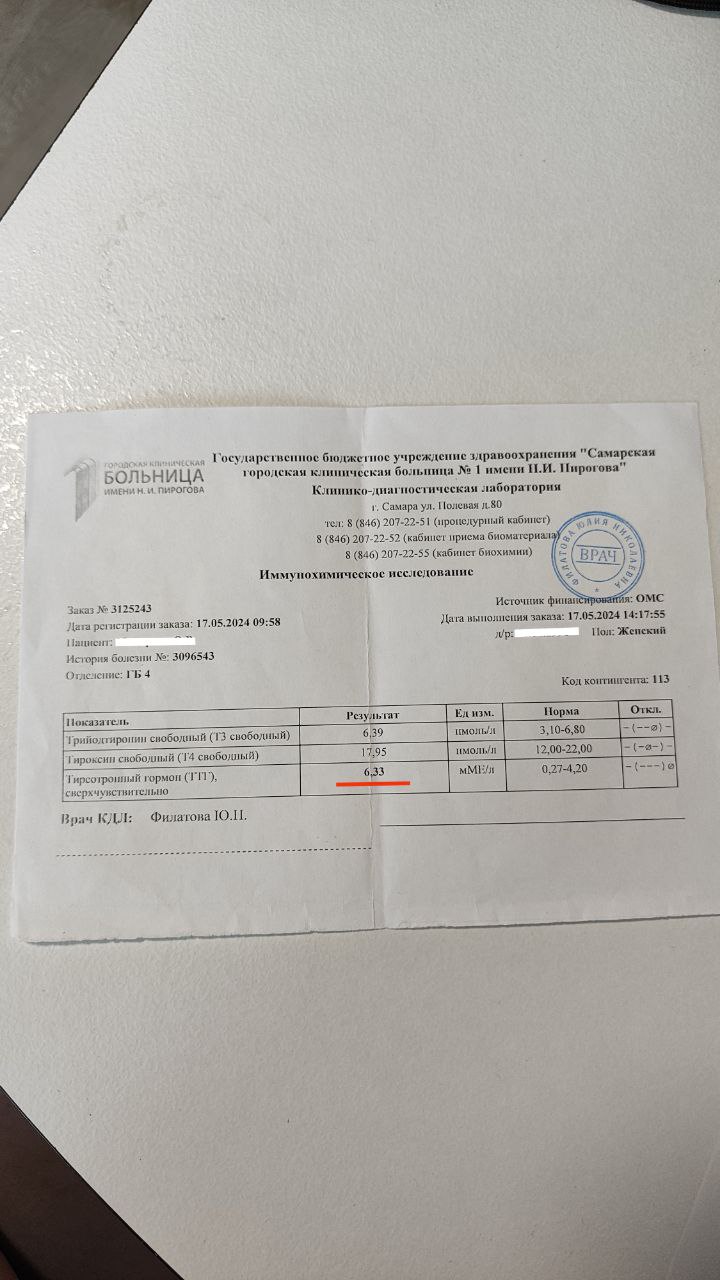 ГОРОДСКАЯ КЛИНИЧЕСКАЯ
БОЛЬНИЦА
ИМЕНИ Н. И. ПИРОГОВА
Государственное бюджетное учреждение здравоохранения "Самарская
городская клиническая больница № 1 имени Н.И. Пирогова"
Клинико-диагностическая лаборатория
г. Самара ул. Полевая д.80
тел: 8 (846) 207-22-51 (процедурный кабинет)
8 (846) 207-22-52 (кабинет приема биоматериала)
8 (846) 207-22-55 (кабинет биохимии)
ФИЛАТОВА ЮЛИЯ НИКОЛАЕВНА
ВРАЧ
Иммунохимическое исследование
Заказ № 3125243
Источник финансирования: ОМС
Дата регистрации заказа: 17.05.2024 09:58
Дата выполнения заказа: 17.05.2024 14:17:55
Пациент:
л/р: Пол: Женский
История болезни №: 3096543
Отделение: ГБ 4
Код контингента: 113
Показатель Результат Ед изм. Норма Откл.
Трийодтиронин свободный (Т3 свободный) 6,39 пмоль/л 3,10-6,80 -(--⌀)-
Тироксин свободный (Т4 свободный) 17,95 пмоль/л 12,00-22,00 -(-⌀-)-
Тиреотронный гормон (ТТГ), 6,33 мМЕ/л 0,27-4,20 -(---)⌀
сверхчувствительно
Врач КДЛ: Филатова Ю.Н.